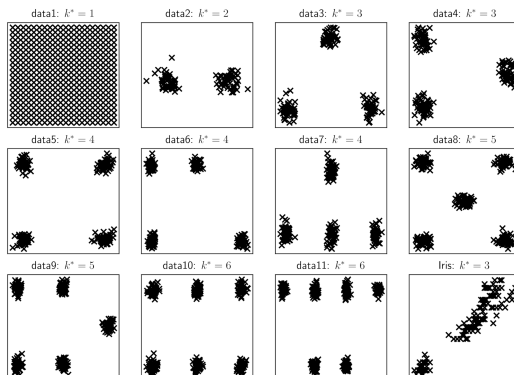 data1: k* = 1
data2: k* = 2
data3: k* = 3
data4: k* = 3
data5: k* = 4
data6: k* = 4
data7: k* = 4
data8: k* = 5
data9: k* = 5
data10: k* = 6
data11: k* = 6
Iris: k* = 3